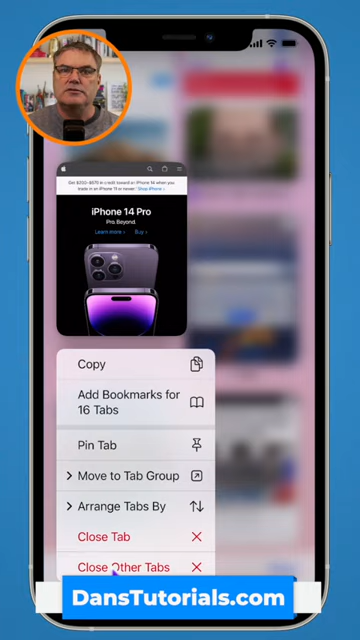 Get $200–$570 in credit toward an iPhone 14 when you
trade in an iPhone 11 or newer. Shop iPhone >
iPhone 14 Pro
Pro. Beyond.
Learn more > Buy >
Copy
Add Bookmarks for
16 Tabs
Pin Tab
> Move to Tab Group
> Arrange Tabs By
Close Tab
Close Other Tabs
DansTutorials.com